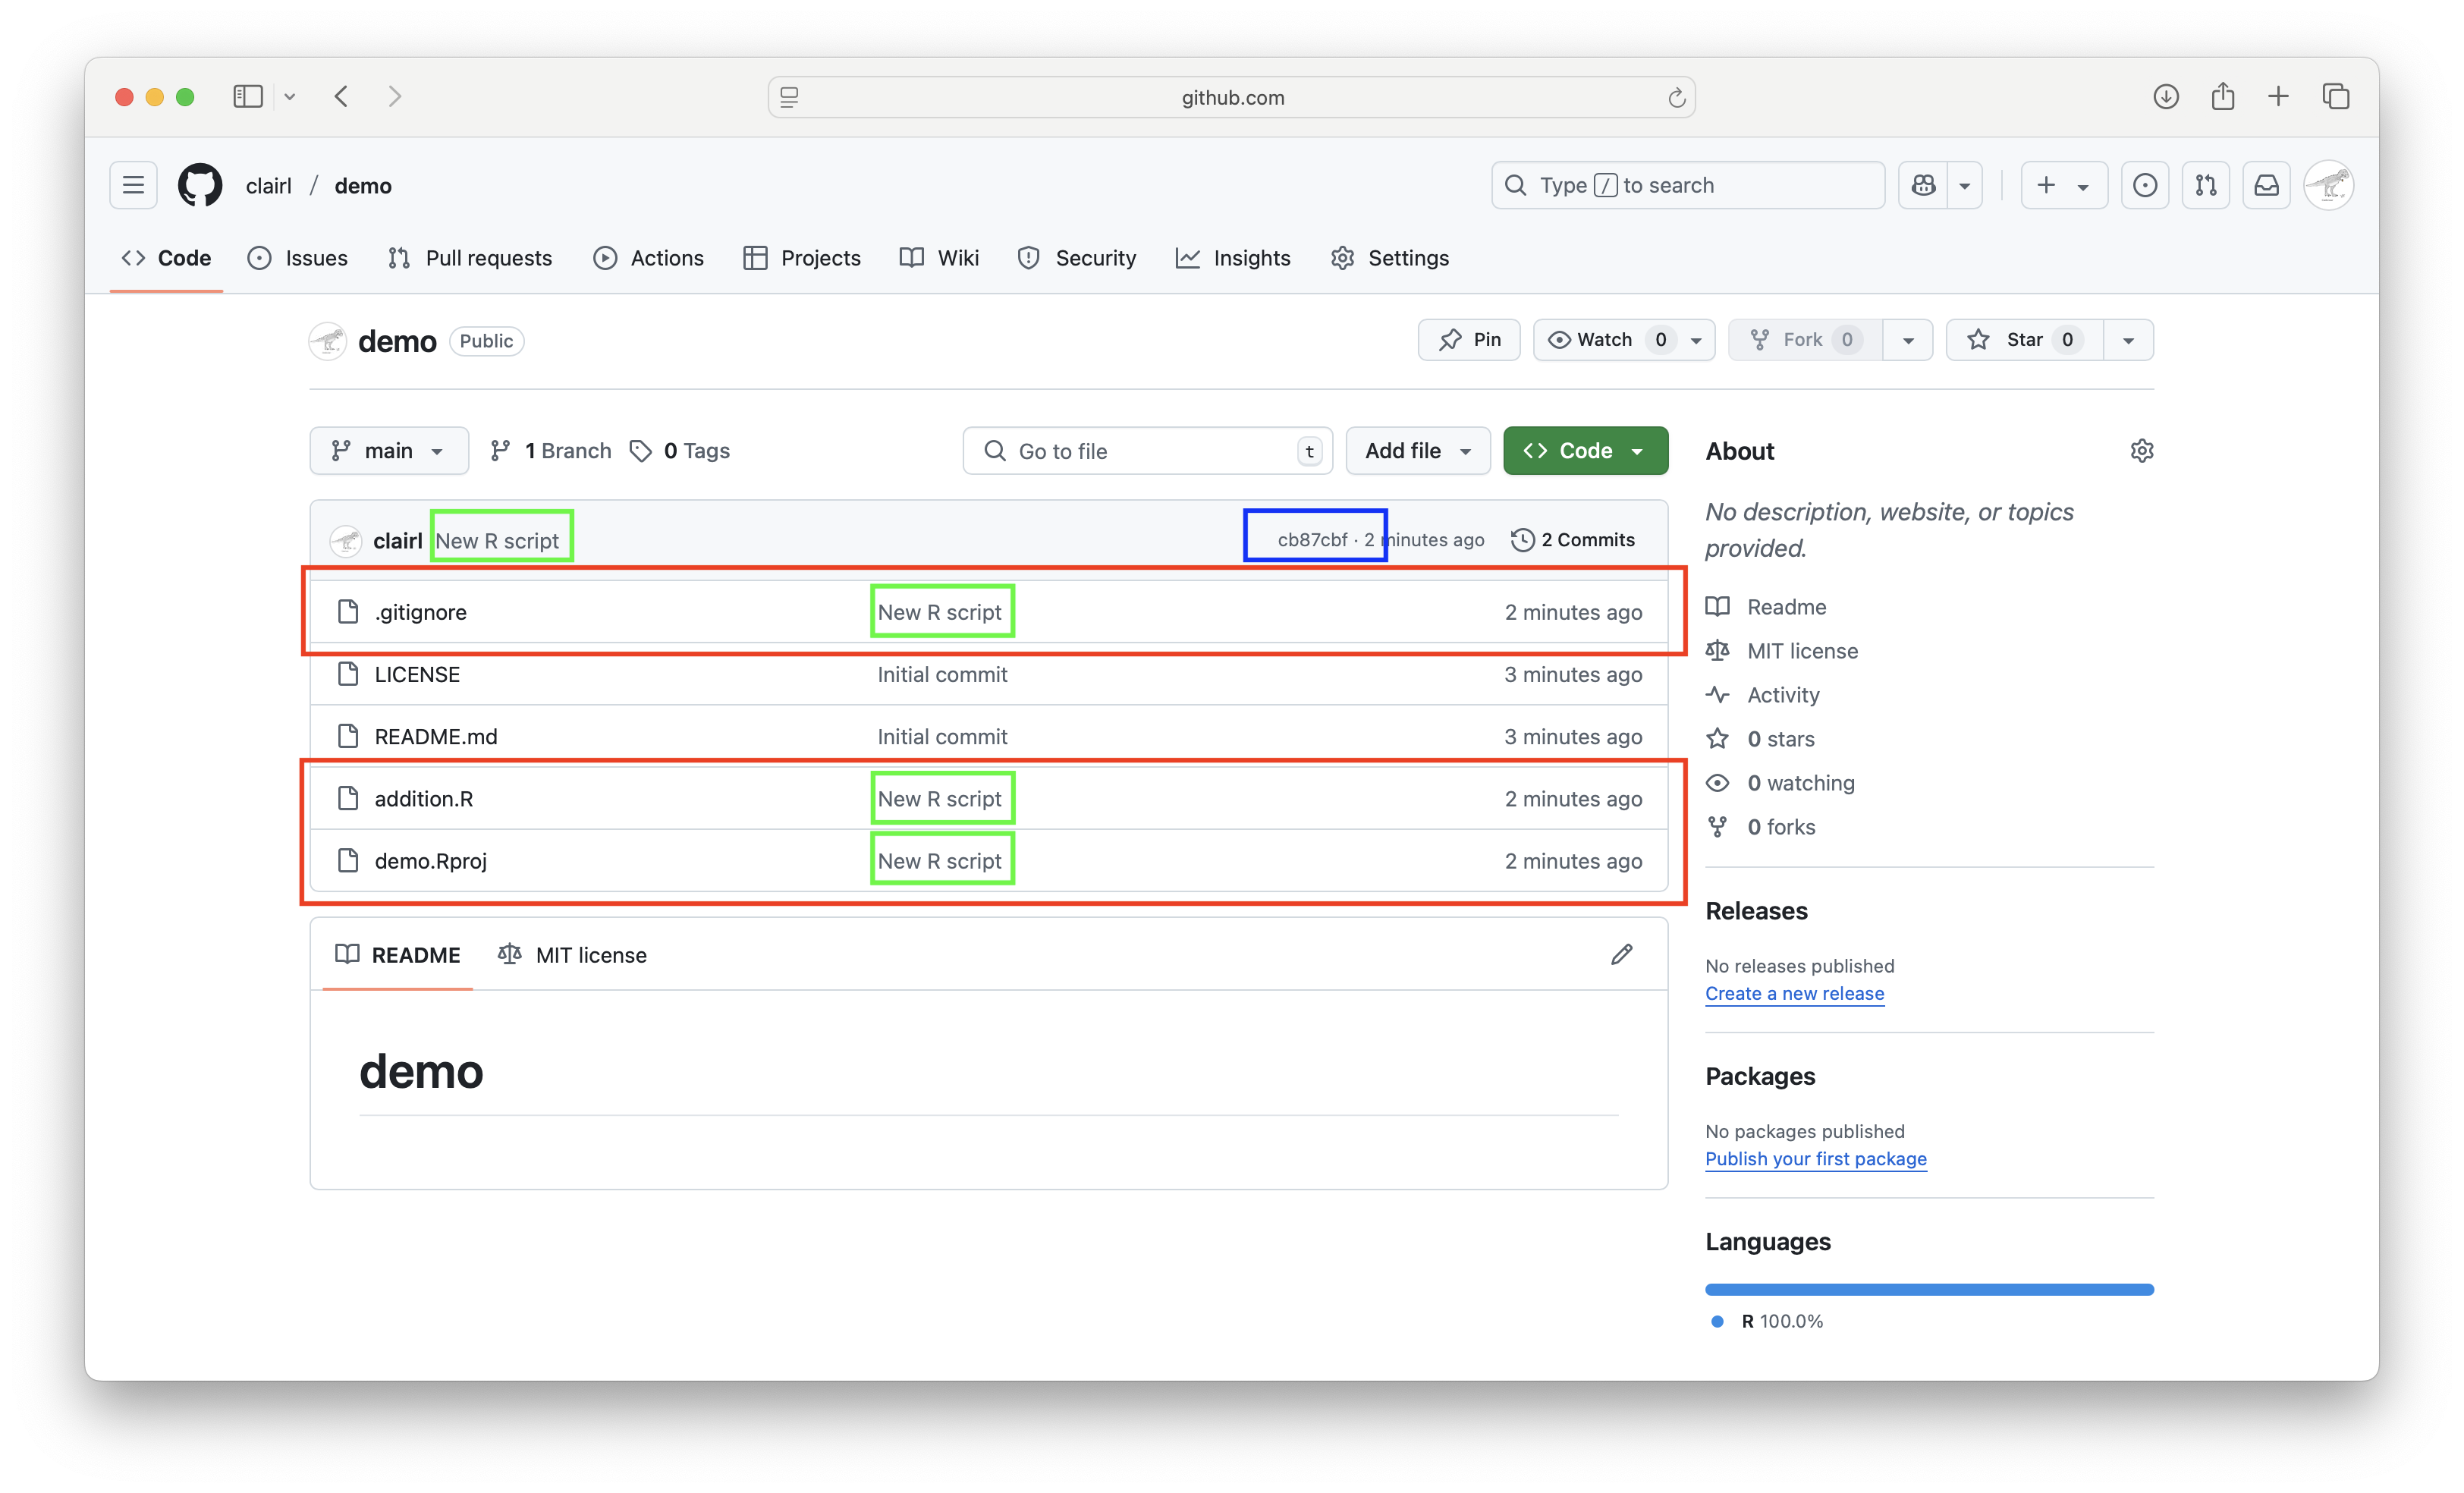 github.com
clairl / demo
Type / to search
Code Issues Pull requests Actions Projects Wiki Security Insights Settings
demo Public
Pin Watch 0 Fork 0 Star 0
main 1 Branch 0 Tags Go to file t Add file Code
clairl New R script cb87cbf · 2 minutes ago 2 Commits
.gitignore New R script 2 minutes ago
LICENSE Initial commit 3 minutes ago
README.md Initial commit 3 minutes ago
addition.R New R script 2 minutes ago
demo.Rproj New R script 2 minutes ago
README MIT license
demo
About
No description, website, or topics
provided.
Readme
MIT license
Activity
0 stars
0 watching
0 forks
Releases
No releases published
Create a new release
Packages
No packages published
Publish your first package
Languages
R 100.0%